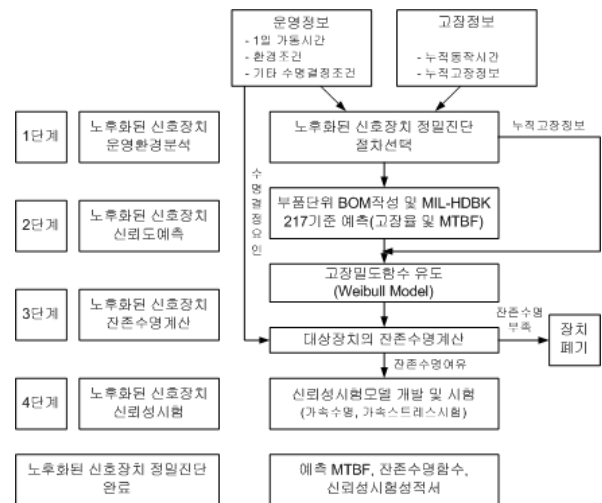 운영정보
- 1일 가동시간
- 환경조건
- 기타 수명결정조건
고장정보
- 누적동작시간
- 누적고장정보
1단계
노후화된 신호장치
운영환경분석
노후화된 신호장치 정밀진단
절차선택
누적고장정보
수명결정요인
2단계
노후화된 신호장치
신뢰도예측
부품단위 BOM작성 및 MIL-HDBK
217기준 예측(고장율 및 MTBF)
고장밀도함수 유도
(Weibull Model)
3단계
노후화된 신호장치
잔존수명계산
대상장치의 잔존수명계산
잔존수명
부족
장치
폐기
잔존수명여유
4단계
노후화된 신호장치
신뢰성시험
신뢰성시험모델 개발 및 시험
(가속수명, 가속스트레스시험)
노후화된 신호장치 정밀진단
완료
예측 MTBF, 잔존수명함수,
신뢰성시험성적서